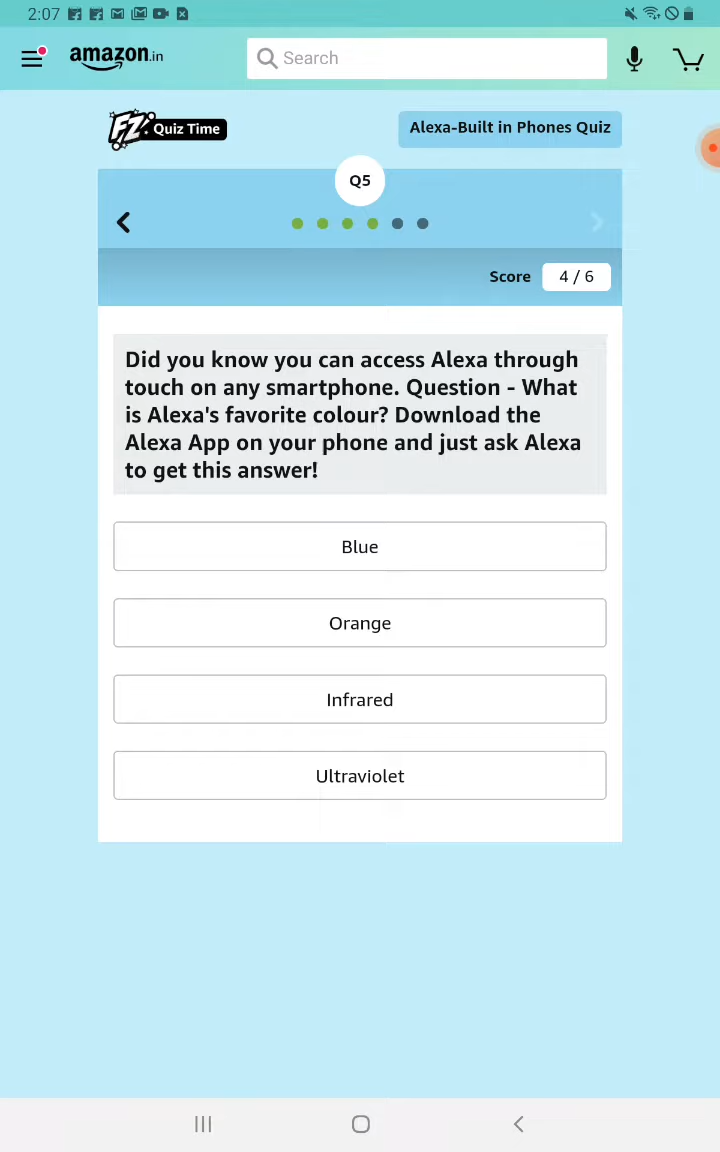 2:07
amazon.in
Search
FZ Quiz Time
Alexa-Built in Phones Quiz
Q5
Score 4 / 6
Did you know you can access Alexa through
touch on any smartphone. Question - What
is Alexa's favorite colour? Download the
Alexa App on your phone and just ask Alexa
to get this answer!
Blue
Orange
Infrared
Ultraviolet